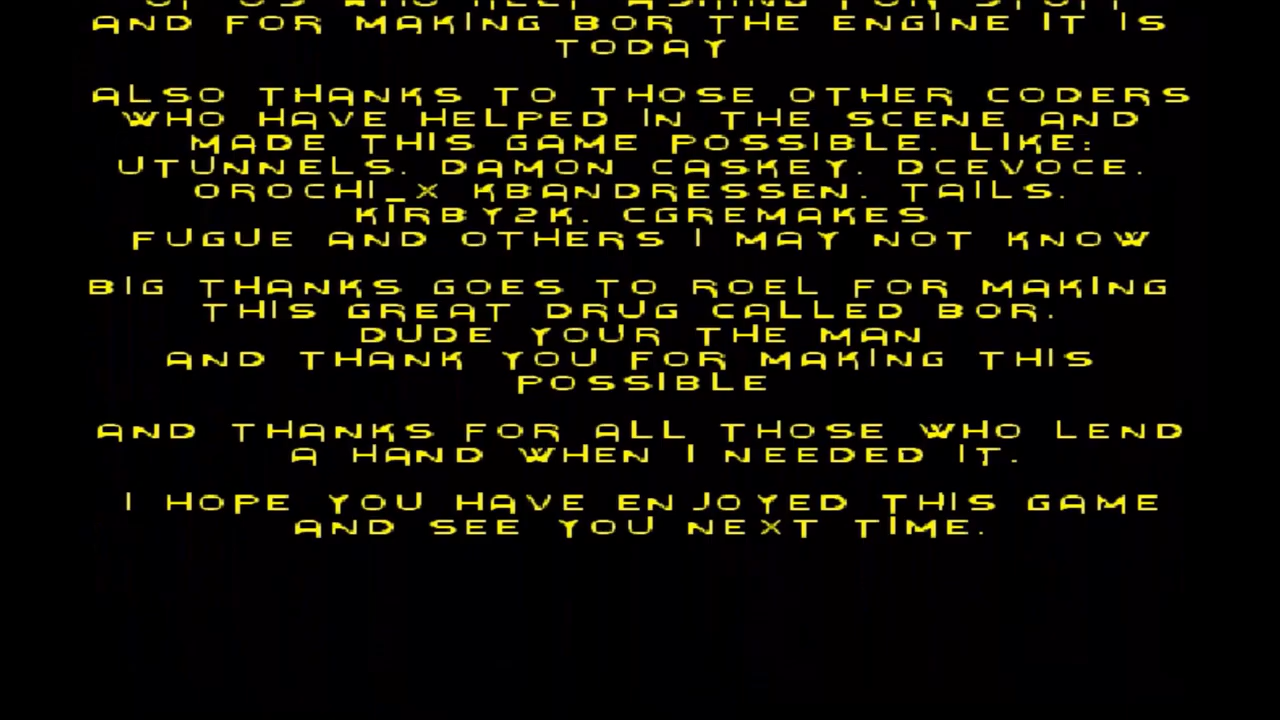 AND FOR MAKING BOR THE ENGINE IT IS
TODAY
ALSO THANKS TO THOSE OTHER CODERS
WHO HAVE HELPED IN THE SCENE AND
MADE THIS GAME POSSIBLE. LIKE:
UTUNNELS. DAMON CASKEY. DCEVOCE.
OROCHI_X KBANDRESSEN. TAILS.
KIRBY2K. CGREMAKES
FUGUE AND OTHERS I MAY NOT KNOW
BIG THANKS GOES TO ROEL FOR MAKING
THIS GREAT DRUG CALLED BOR.
DUDE YOUR THE MAN
AND THANK YOU FOR MAKING THIS
POSSIBLE
AND THANKS FOR ALL THOSE WHO LEND
A HAND WHEN I NEEDED IT.
I HOPE YOU HAVE ENJOYED THIS GAME
AND SEE YOU NEXT TIME.